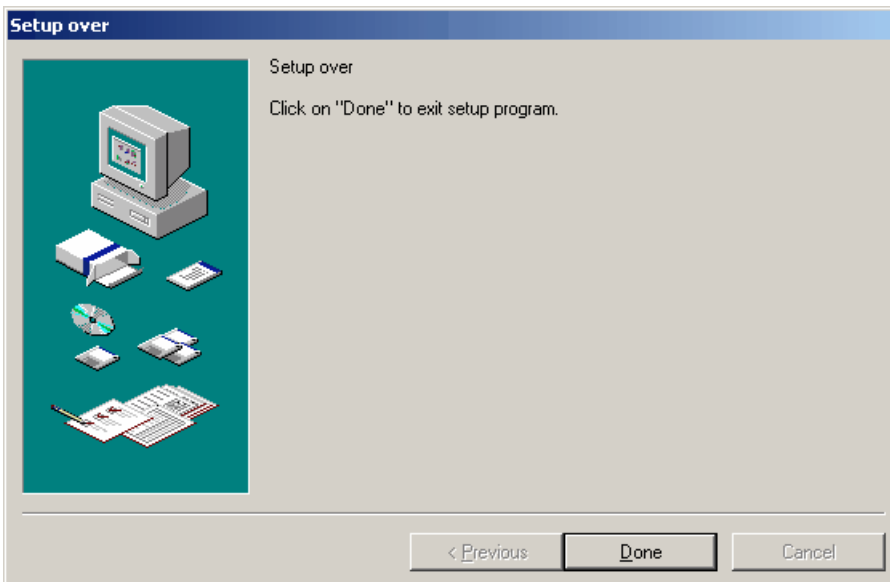 Setup over
Setup over
Click on "Done" to exit setup program.
< Previous
Done
Cancel